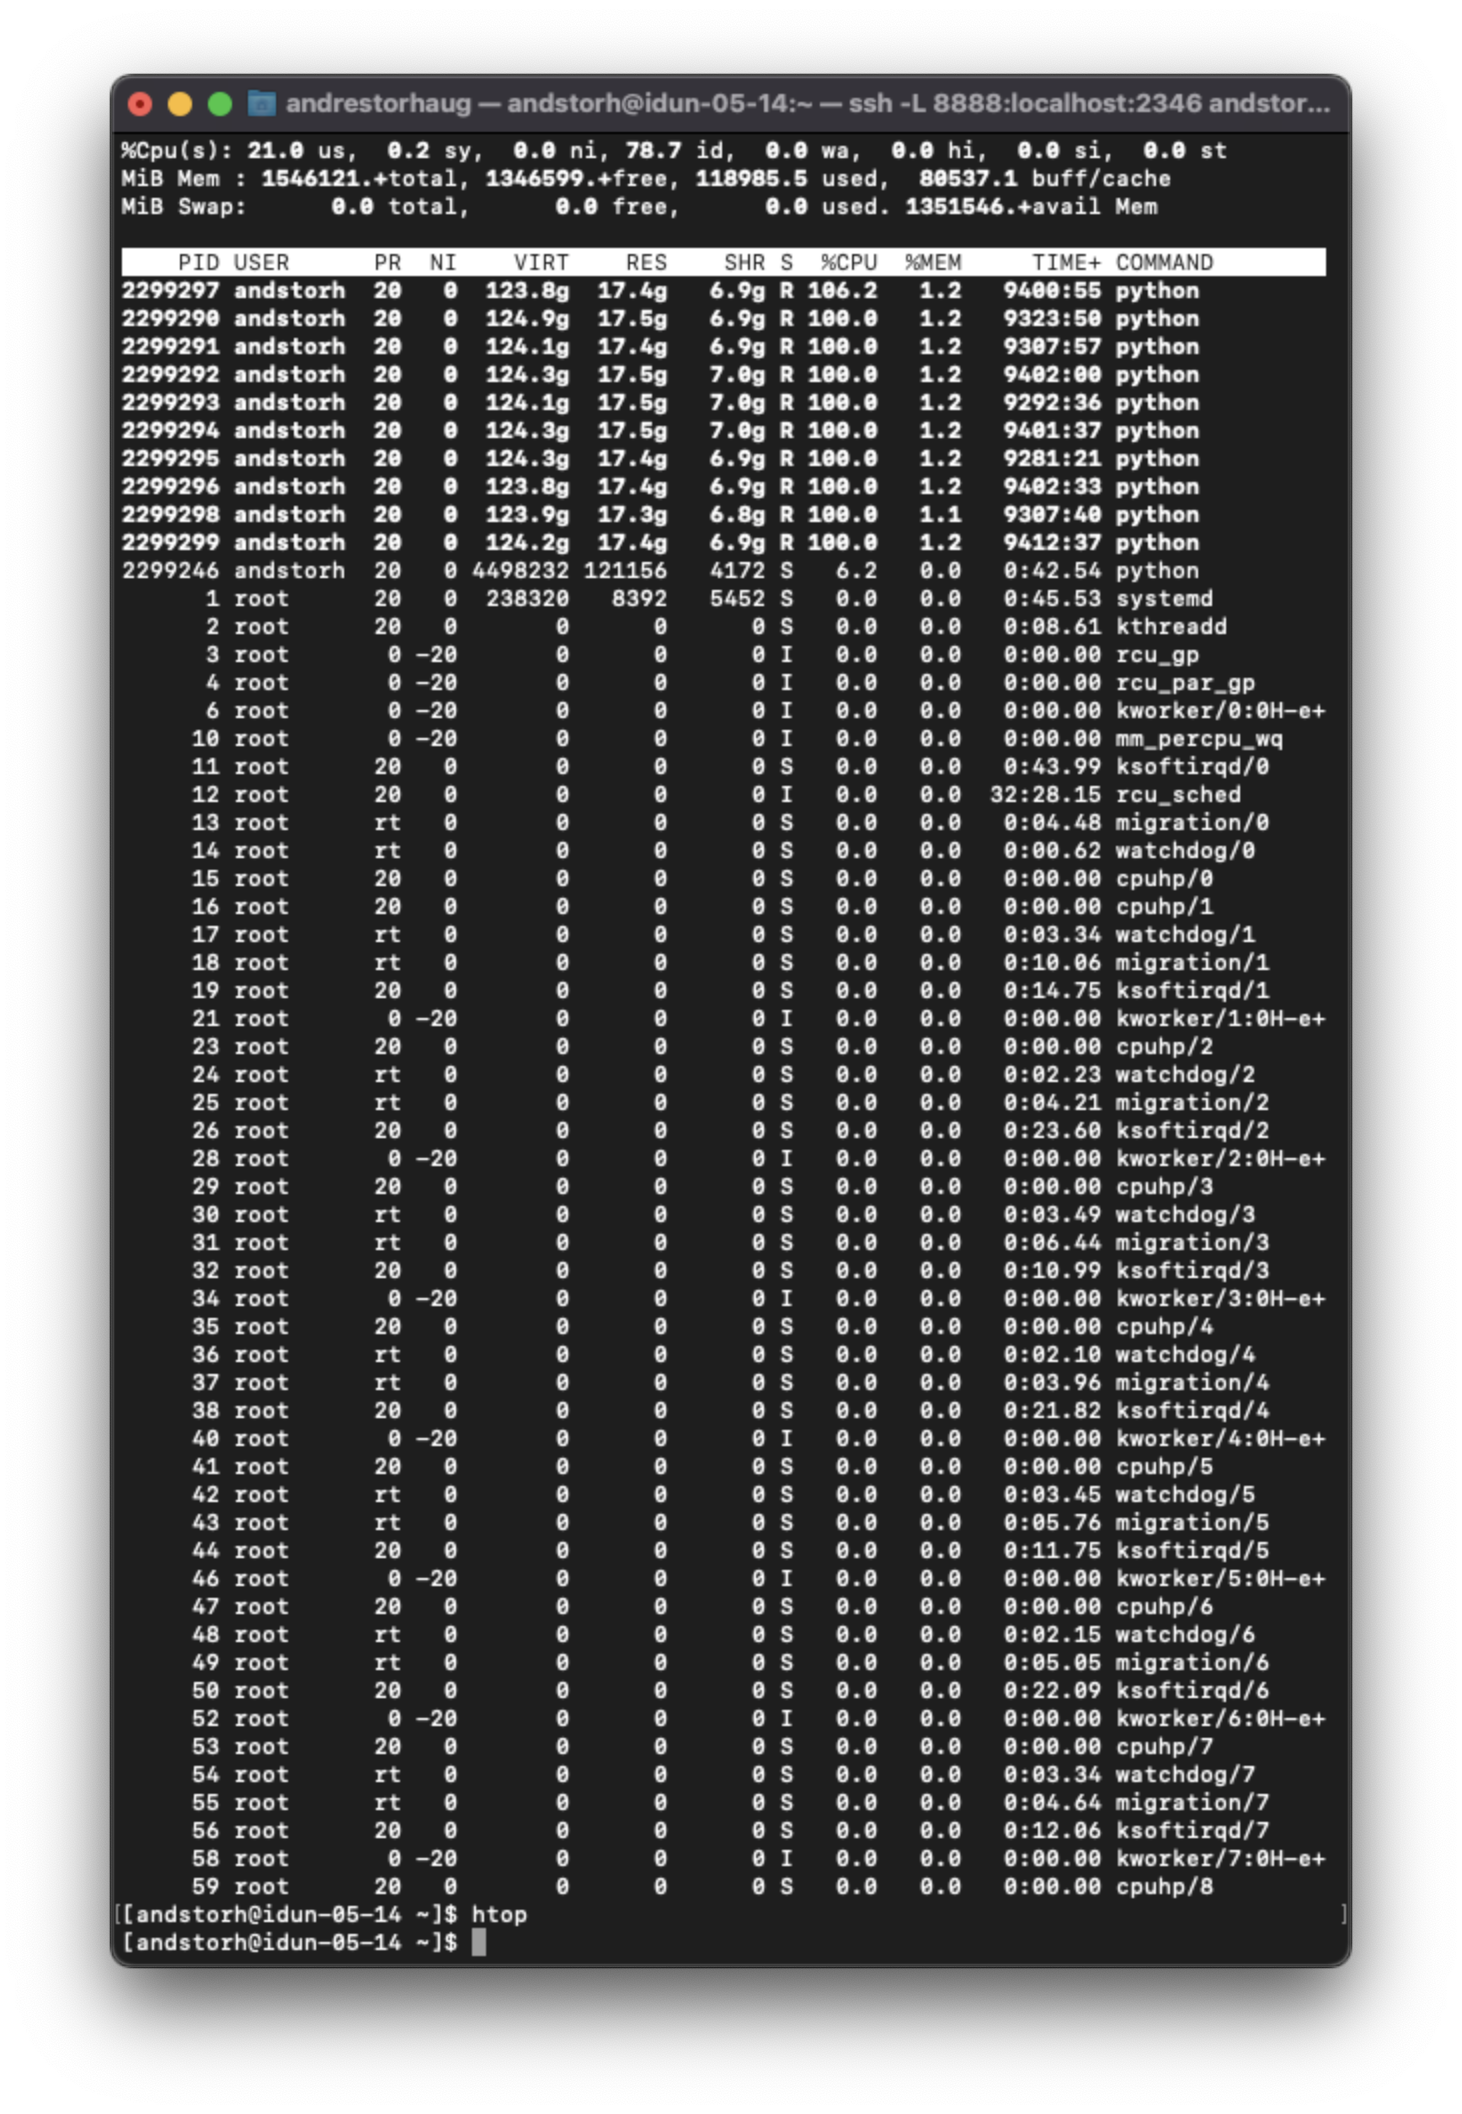 andrestorhaug — andstorh@idun-05-14:~ — ssh -L 8888:localhost:2346 andstor...
%Cpu(s): 21.0 us,  0.2 sy,  0.0 ni, 78.7 id,  0.0 wa,  0.0 hi,  0.0 si,  0.0 st
MiB Mem : 1546121.+total, 1346599.+free, 118985.5 used,  80537.1 buff/cache
MiB Swap:      0.0 total,      0.0 free,      0.0 used. 1351546.+avail Mem
PID USER      PR  NI    VIRT    RES    SHR S  %CPU  %MEM     TIME+ COMMAND
2299297 andstorh  20   0  123.8g  17.4g   6.9g R 106.2   1.2   9400:55 python
2299290 andstorh  20   0  124.9g  17.5g   6.9g R 100.0   1.2   9323:50 python
2299291 andstorh  20   0  124.1g  17.4g   6.9g R 100.0   1.2   9307:57 python
2299292 andstorh  20   0  124.3g  17.5g   7.0g R 100.0   1.2   9402:00 python
2299293 andstorh  20   0  124.1g  17.5g   7.0g R 100.0   1.2   9292:36 python
2299294 andstorh  20   0  124.3g  17.5g   7.0g R 100.0   1.2   9401:37 python
2299295 andstorh  20   0  124.3g  17.4g   6.9g R 100.0   1.2   9281:21 python
2299296 andstorh  20   0  123.8g  17.4g   6.9g R 100.0   1.2   9402:33 python
2299298 andstorh  20   0  123.9g  17.3g   6.8g R 100.0   1.1   9307:40 python
2299299 andstorh  20   0  124.2g  17.4g   6.9g R 100.0   1.2   9412:37 python
2299246 andstorh  20   0 4498232 121156   4172 S   6.2   0.0   0:42.54 python
1 root      20   0  238320   8392   5452 S   0.0   0.0   0:45.53 systemd
2 root      20   0       0      0      0 S   0.0   0.0   0:08.61 kthreadd
3 root       0 -20       0      0      0 I   0.0   0.0   0:00.00 rcu_gp
4 root       0 -20       0      0      0 I   0.0   0.0   0:00.00 rcu_par_gp
6 root       0 -20       0      0      0 I   0.0   0.0   0:00.00 kworker/0:0H-e+
10 root       0 -20       0      0      0 I   0.0   0.0   0:00.00 mm_percpu_wq
11 root      20   0       0      0      0 S   0.0   0.0   0:43.99 ksoftirqd/0
12 root      20   0       0      0      0 I   0.0   0.0  32:28.15 rcu_sched
13 root      rt   0       0      0      0 S   0.0   0.0   0:04.48 migration/0
14 root      rt   0       0      0      0 S   0.0   0.0   0:00.62 watchdog/0
15 root      20   0       0      0      0 S   0.0   0.0   0:00.00 cpuhp/0
16 root      20   0       0      0      0 S   0.0   0.0   0:00.00 cpuhp/1
17 root      rt   0       0      0      0 S   0.0   0.0   0:03.34 watchdog/1
18 root      rt   0       0      0      0 S   0.0   0.0   0:10.06 migration/1
19 root      20   0       0      0      0 S   0.0   0.0   0:14.75 ksoftirqd/1
21 root       0 -20       0      0      0 I   0.0   0.0   0:00.00 kworker/1:0H-e+
23 root      20   0       0      0      0 S   0.0   0.0   0:00.00 cpuhp/2
24 root      rt   0       0      0      0 S   0.0   0.0   0:02.23 watchdog/2
25 root      rt   0       0      0      0 S   0.0   0.0   0:04.21 migration/2
26 root      20   0       0      0      0 S   0.0   0.0   0:23.60 ksoftirqd/2
28 root       0 -20       0      0      0 I   0.0   0.0   0:00.00 kworker/2:0H-e+
29 root      20   0       0      0      0 S   0.0   0.0   0:00.00 cpuhp/3
30 root      rt   0       0      0      0 S   0.0   0.0   0:03.49 watchdog/3
31 root      rt   0       0      0      0 S   0.0   0.0   0:06.44 migration/3
32 root      20   0       0      0      0 S   0.0   0.0   0:10.99 ksoftirqd/3
34 root       0 -20       0      0      0 I   0.0   0.0   0:00.00 kworker/3:0H-e+
35 root      20   0       0      0      0 S   0.0   0.0   0:00.00 cpuhp/4
36 root      rt   0       0      0      0 S   0.0   0.0   0:02.10 watchdog/4
37 root      rt   0       0      0      0 S   0.0   0.0   0:03.96 migration/4
38 root      20   0       0      0      0 S   0.0   0.0   0:21.82 ksoftirqd/4
40 root       0 -20       0      0      0 I   0.0   0.0   0:00.00 kworker/4:0H-e+
41 root      20   0       0      0      0 S   0.0   0.0   0:00.00 cpuhp/5
42 root      rt   0       0      0      0 S   0.0   0.0   0:03.45 watchdog/5
43 root      rt   0       0      0      0 S   0.0   0.0   0:05.76 migration/5
44 root      20   0       0      0      0 S   0.0   0.0   0:11.75 ksoftirqd/5
46 root       0 -20       0      0      0 I   0.0   0.0   0:00.00 kworker/5:0H-e+
47 root      20   0       0      0      0 S   0.0   0.0   0:00.00 cpuhp/6
48 root      rt   0       0      0      0 S   0.0   0.0   0:02.15 watchdog/6
49 root      rt   0       0      0      0 S   0.0   0.0   0:05.05 migration/6
50 root      20   0       0      0      0 S   0.0   0.0   0:22.09 ksoftirqd/6
52 root       0 -20       0      0      0 I   0.0   0.0   0:00.00 kworker/6:0H-e+
53 root      20   0       0      0      0 S   0.0   0.0   0:00.00 cpuhp/7
54 root      rt   0       0      0      0 S   0.0   0.0   0:03.34 watchdog/7
55 root      rt   0       0      0      0 S   0.0   0.0   0:04.64 migration/7
56 root      20   0       0      0      0 S   0.0   0.0   0:12.06 ksoftirqd/7
58 root       0 -20       0      0      0 I   0.0   0.0   0:00.00 kworker/7:0H-e+
59 root      20   0       0      0      0 S   0.0   0.0   0:00.00 cpuhp/8
[[andstorh@idun-05-14 ~]$ htop ]
[andstorh@idun-05-14 ~]$